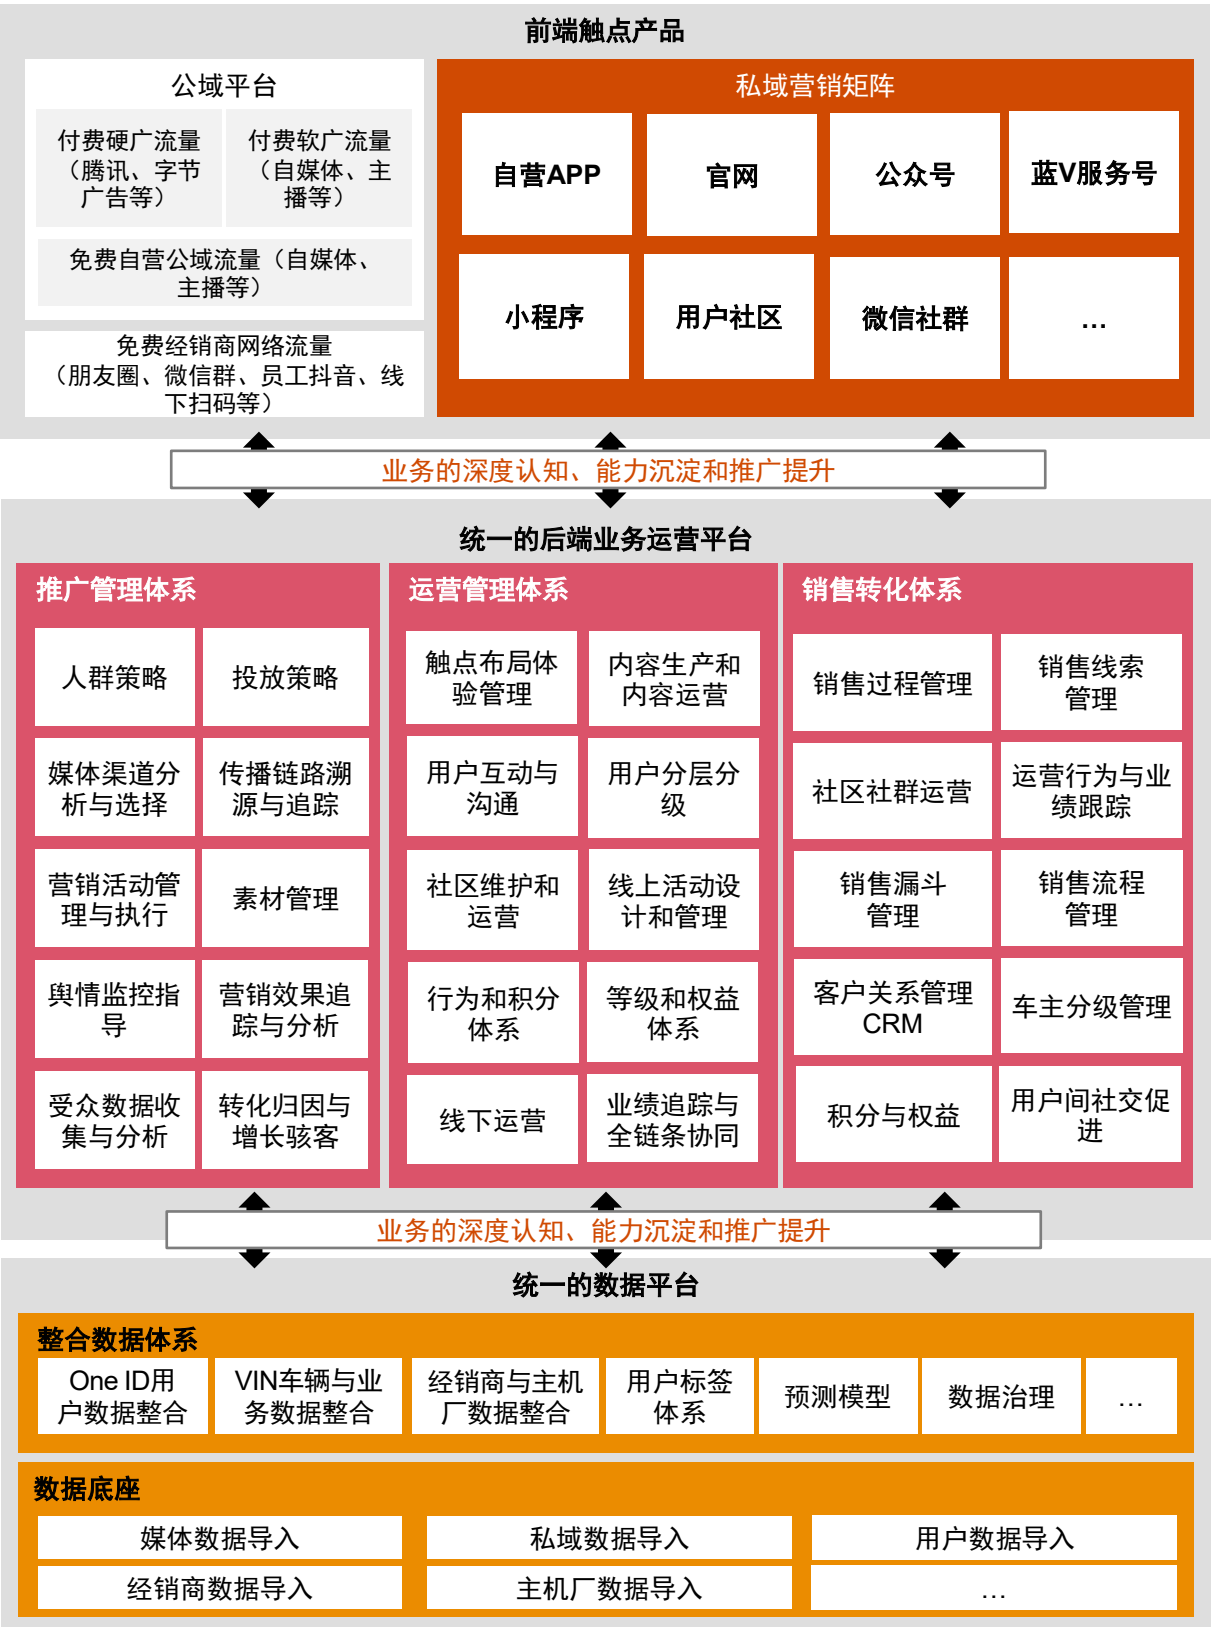 前端触点产品
公域平台
付费硬广流量
（腾讯、字节
广告等）
付费软广流量
（自媒体、主
播等）
免费自营公域流量（自媒体、
主播等）
免费经销商网络流量
（朋友圈、微信群、员工抖音、线
下扫码等）
私域营销矩阵
自营APP
官网
公众号
蓝V服务号
小程序
用户社区
微信社群
…
业务的深度认知、能力沉淀和推广提升
统一的后端业务运营平台
推广管理体系
人群策略
投放策略
媒体渠道分
析与选择
传播链路溯
源与追踪
营销活动管
理与执行
素材管理
舆情监控指
导
营销效果追
踪与分析
受众数据收
集与分析
转化归因与
增长骇客
运营管理体系
触点布局体
验管理
内容生产和
内容运营
用户互动与
沟通
用户分层分
级
社区维护和
运营
线上活动设
计和管理
行为和积分
体系
等级和权益
体系
线下运营
业绩追踪与
全链条协同
销售转化体系
销售过程管理
销售线索
管理
社区社群运营
运营行为与业
绩跟踪
销售漏斗
管理
销售流程
管理
客户关系管理
CRM
车主分级管理
积分与权益
用户间社交促
进
业务的深度认知、能力沉淀和推广提升
统一的数据平台
整合数据体系
One ID用
户数据整合
VIN车辆与业
务数据整合
经销商与主机
厂数据整合
用户标签
体系
预测模型
数据治理
…
数据底座
媒体数据导入
私域数据导入
用户数据导入
经销商数据导入
主机厂数据导入
…